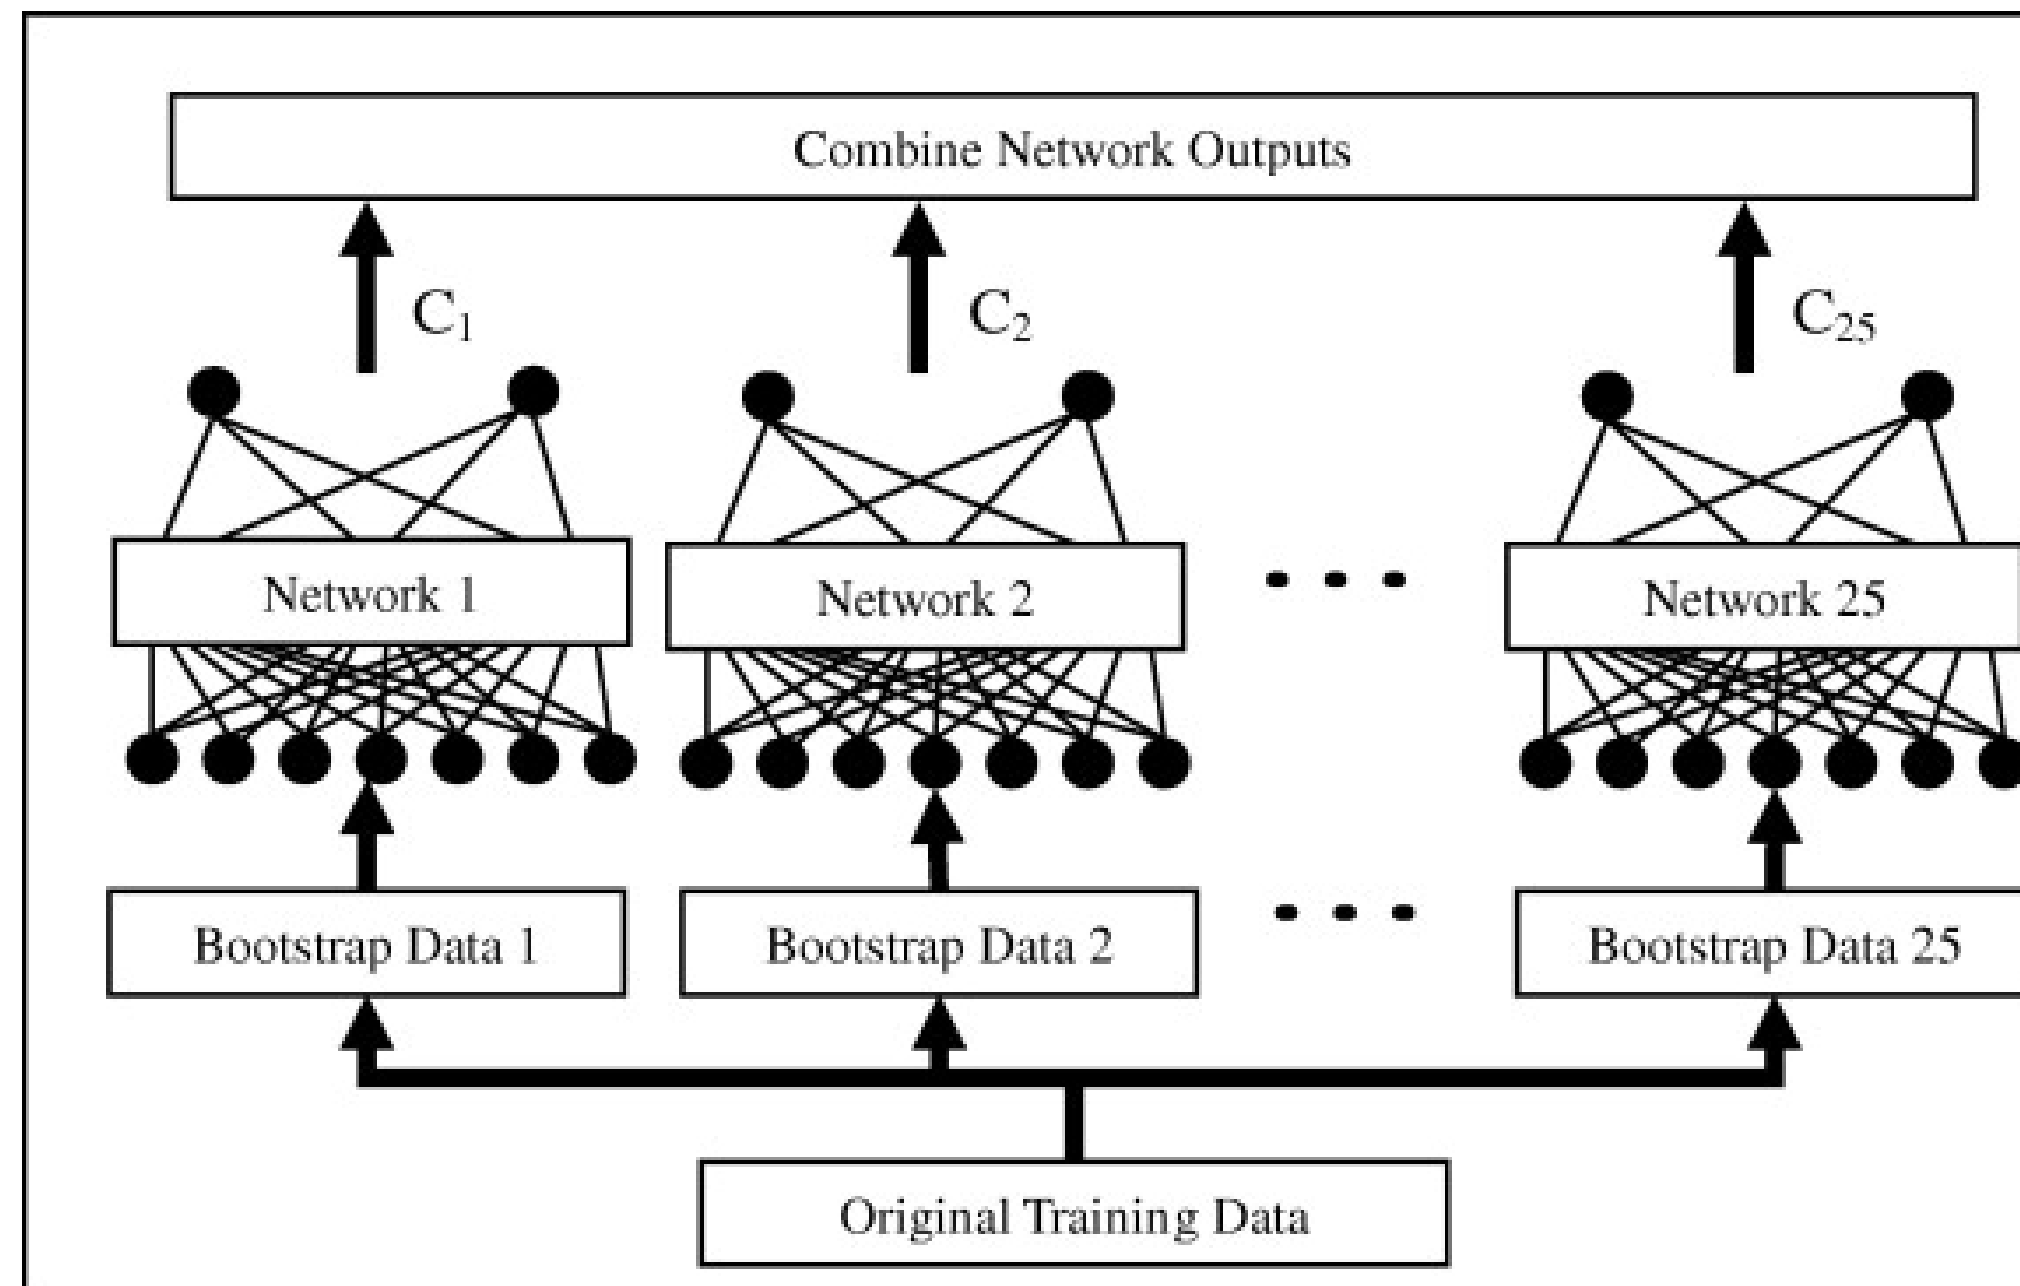 Combine Network Outputs
C₁ C₂ C₂₅
Network 1 Network 2 . . . Network 25
Bootstrap Data 1 Bootstrap Data 2 . . . Bootstrap Data 25
Original Training Data